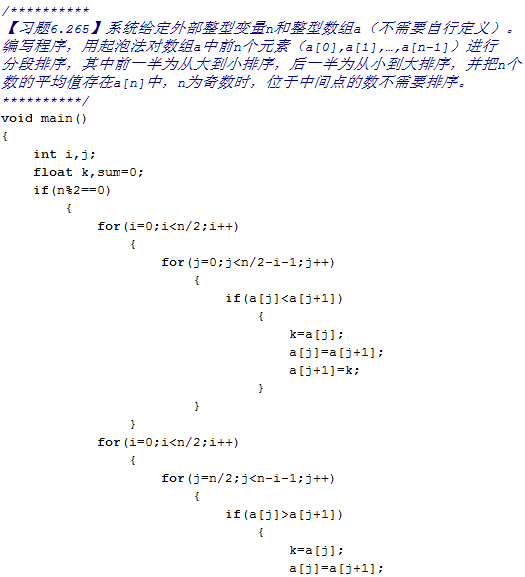 /**********
【习题6.265】系统给定外部整型变量n和整型数组a（不需要自行定义）。
编写程序，用起泡法对数组a中前n个元素（a[0],a[1],…,a[n-1]）进行
分段排序，其中前一半为从大到小排序，后一半为从小到大排序，并把n个
数的平均值存在a[n]中，n为奇数时，位于中间点的数不需要排序。
**********/
void main()
{
    int i,j;
    float k,sum=0;
    if(n%2==0)
        {
            for(i=0;i<n/2;i++)
                {
                    for(j=0;j<n/2-i-1;j++)
                        {
                            if(a[j]<a[j+1])
                                {
                                    k=a[j];
                                    a[j]=a[j+1];
                                    a[j+1]=k;
                                }
                        }
                }
            for(i=0;i<n/2;i++)
                {
                    for(j=n/2;j<n-i-1;j++)
                        {
                            if(a[j]>a[j+1])
                                {
                                    k=a[j];
                                    a[j]=a[j+1];